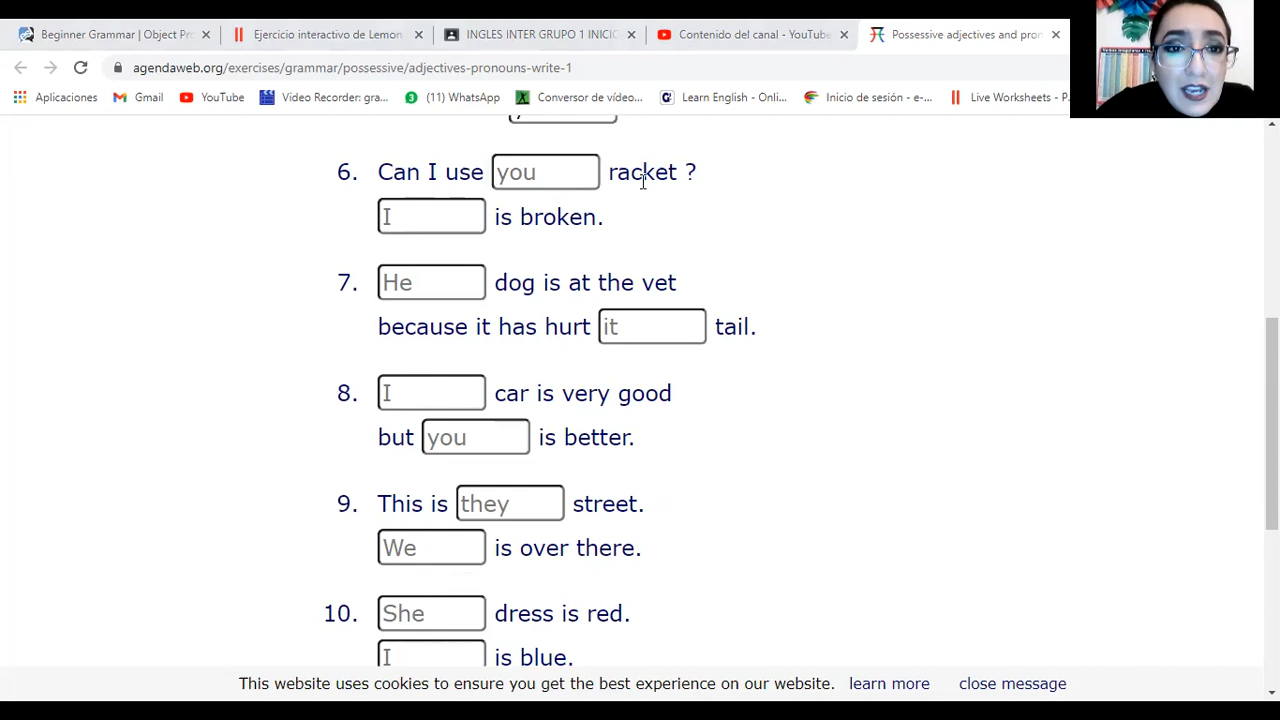 Beginner Grammar | Object Pro
Ejercicio interactivo de Lemon
INGLES INTER GRUPO 1 INICIO
Contenido del canal - YouTube
Possessive adjectives and pron
agendaweb.org/exercises/grammar/possessive/adjectives-pronouns-write-1
Aplicaciones Gmail YouTube Video Recorder: gra... (11) WhatsApp Conversor de vídeo... Learn English - Onli... Inicio de sesión - e-... Live Worksheets - P
6. Can I use you racket ?
I is broken.
7. He dog is at the vet
because it has hurt it tail.
8. I car is very good
but you is better.
9. This is they street.
We is over there.
10. She dress is red.
I is blue.
This website uses cookies to ensure you get the best experience on our website. learn more close message